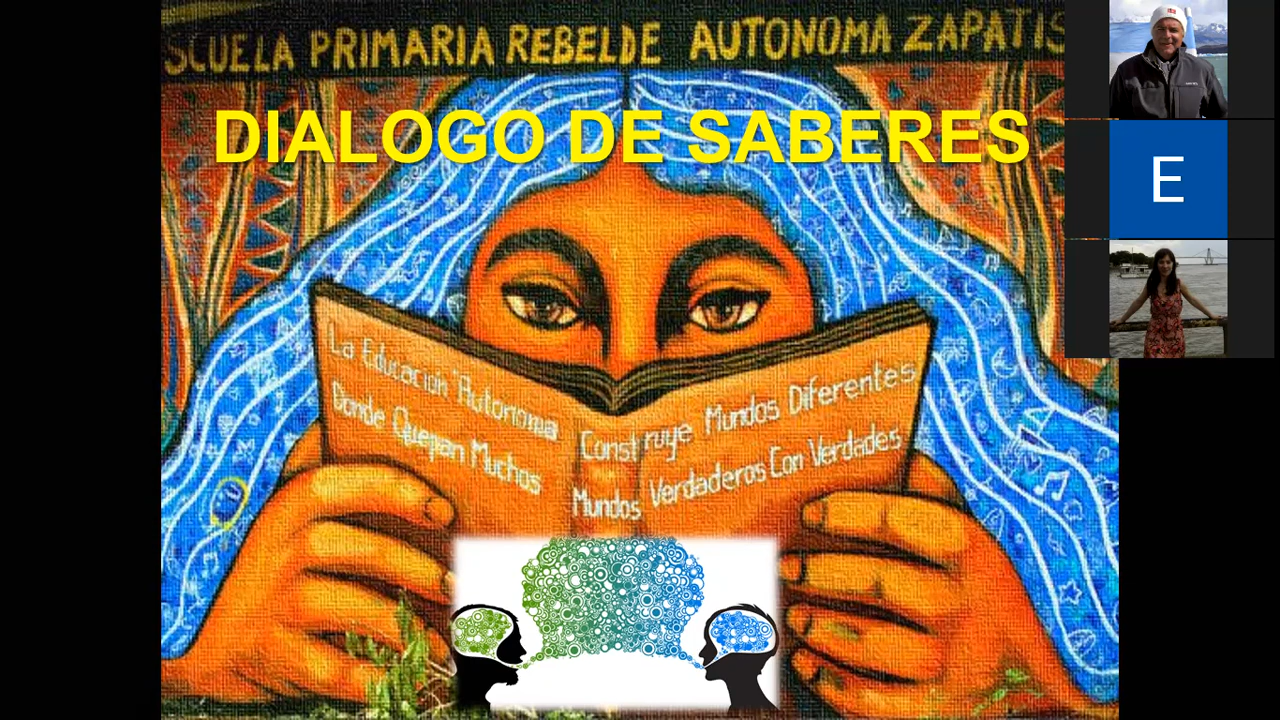 SCUELA PRIMARIA REBELDE AUTONOMA ZAPATIS
DIALOGO DE SABERES
La Educación "Autonoma
Donde Quepan Muchos
Construye Mundos Diferentes
Mundos Verdaderos Con Verdades
E